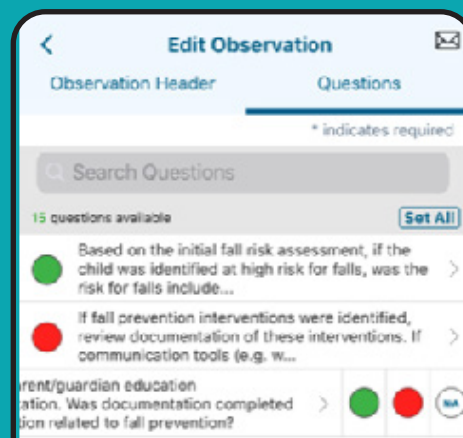 Edit Observation
Observation Header
Questions
* indicates required
Search Questions
15 questions available
Set All
Based on the initial fall risk assessment, if the
child was identified at high risk for falls, was the
risk for falls include...
If fall prevention interventions were identified,
review documentation of these interventions. If
communication tools (e.g. w...
rent/guardian education
ation. Was documentation completed
tion related to fall prevention?
N/A